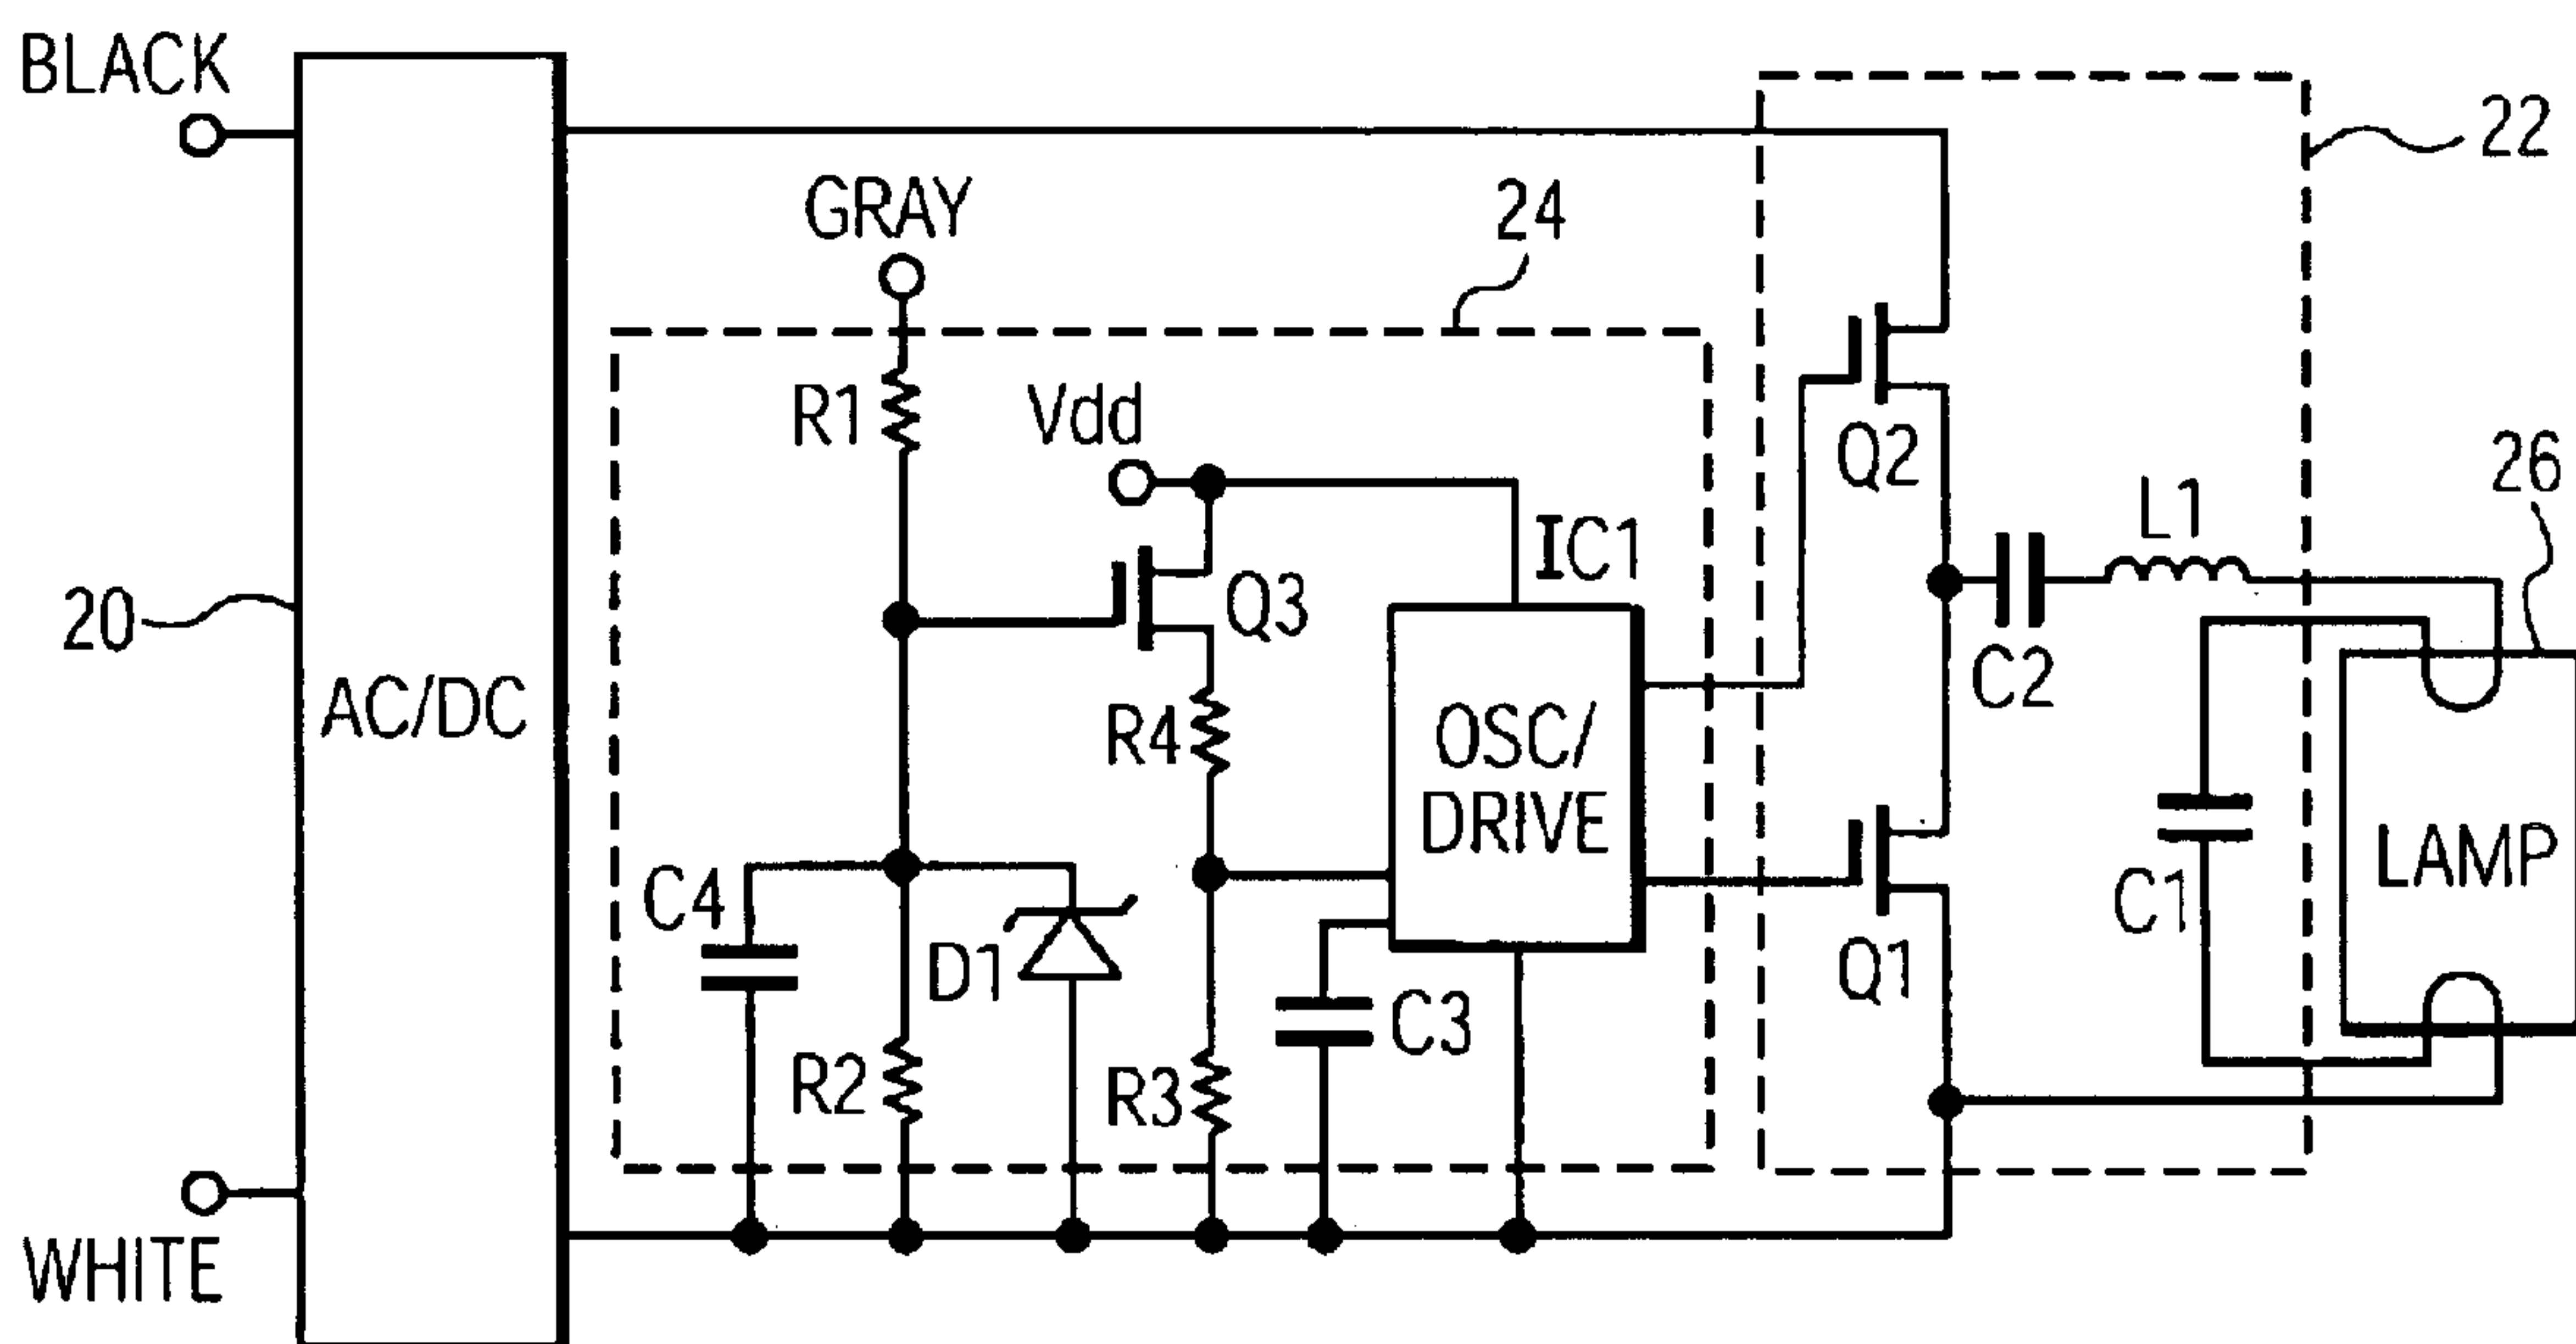 BLACK
22
GRAY
24
R1
Vdd
Q2
26
L1
IC1
Q3
20
C2
AC/DC
R4
OSC/
DRIVE
LAMP
C4
C1
D1
Q1
C3
R2
R3
WHITE